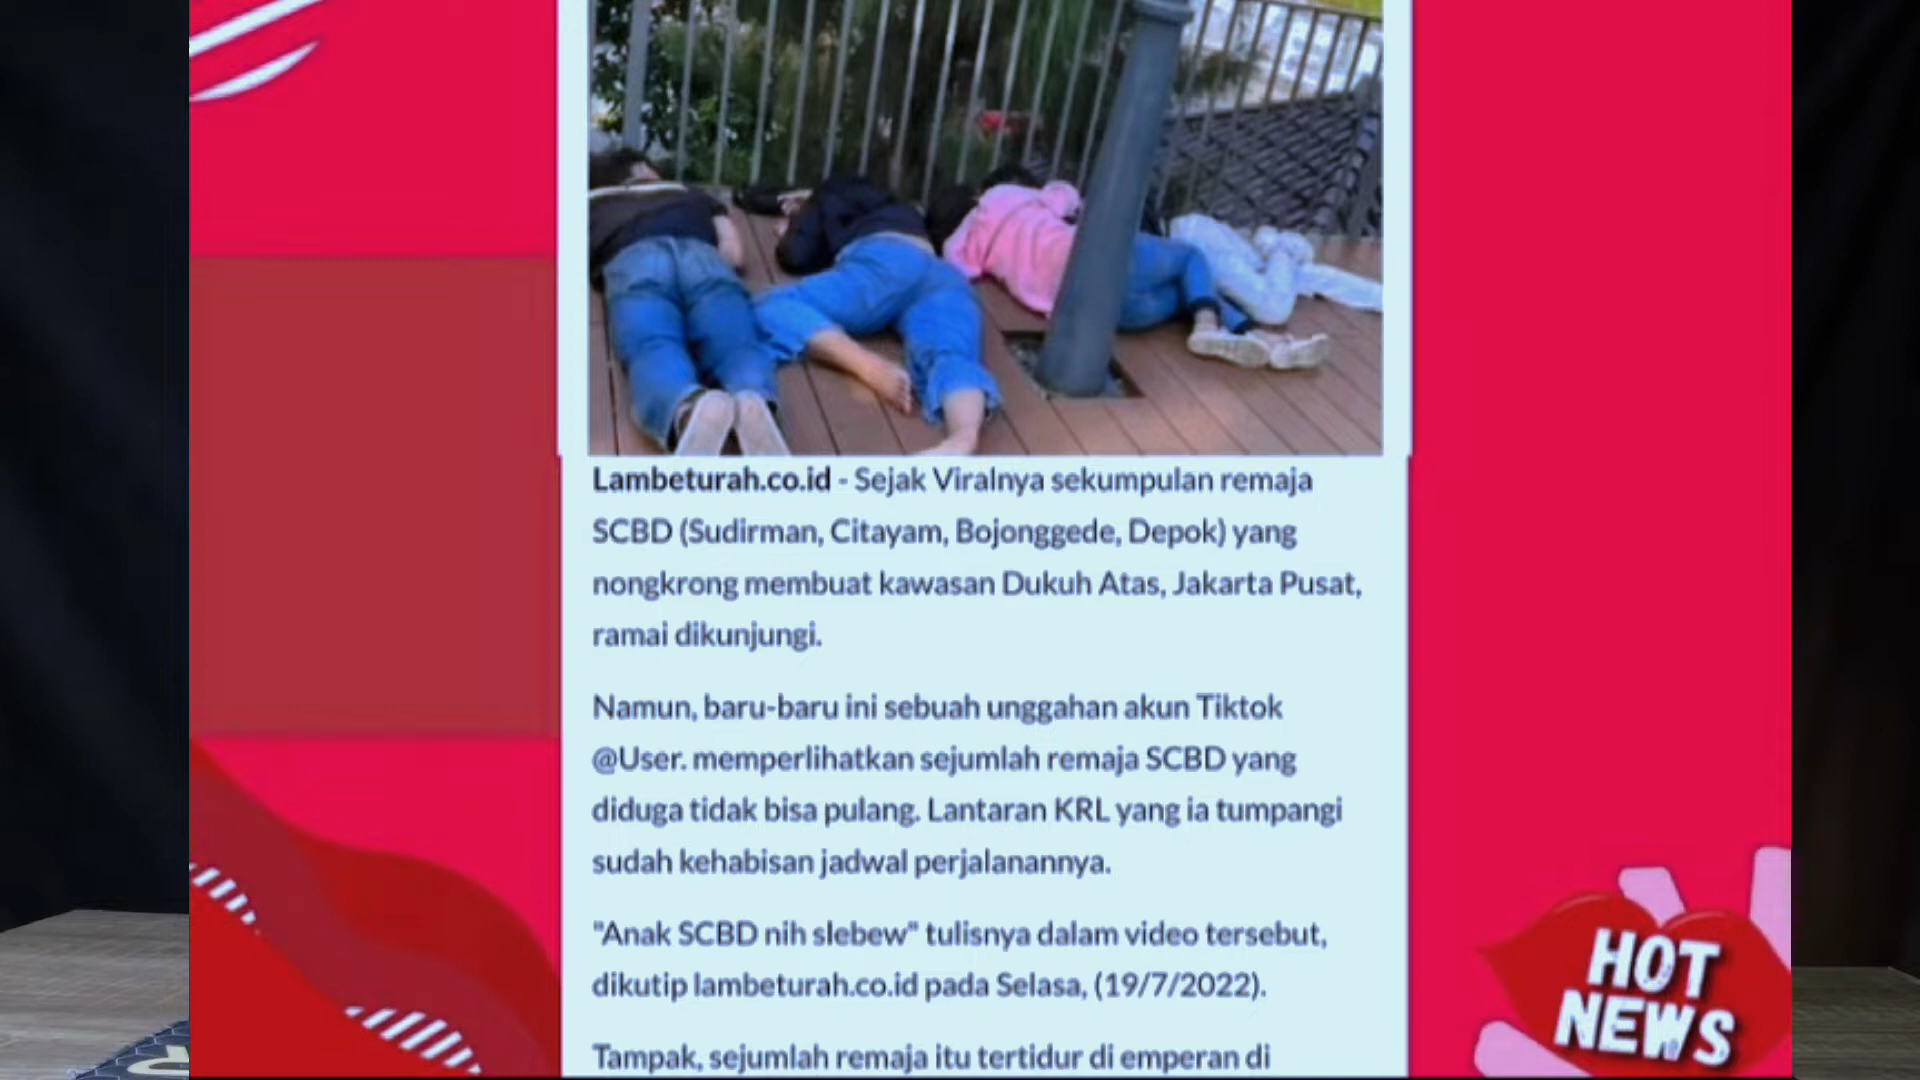 Lambeturah.co.id - Sejak Viralnya sekumpulan remaja
SCBD (Sudirman, Citayam, Bojonggede, Depok) yang
nongkrong membuat kawasan Dukuh Atas, Jakarta Pusat,
ramai dikunjungi.
Namun, baru-baru ini sebuah unggahan akun Tiktok
@User. memperlihatkan sejumlah remaja SCBD yang
diduga tidak bisa pulang. Lantaran KRL yang ia tumpangi
sudah kehabisan jadwal perjalanannya.
"Anak SCBD nih slebew" tulisnya dalam video tersebut,
dikutip lambeturah.co.id pada Selasa, (19/7/2022).
Tampak, sejumlah remaja itu tertidur di emperan di
HOT
NEWS